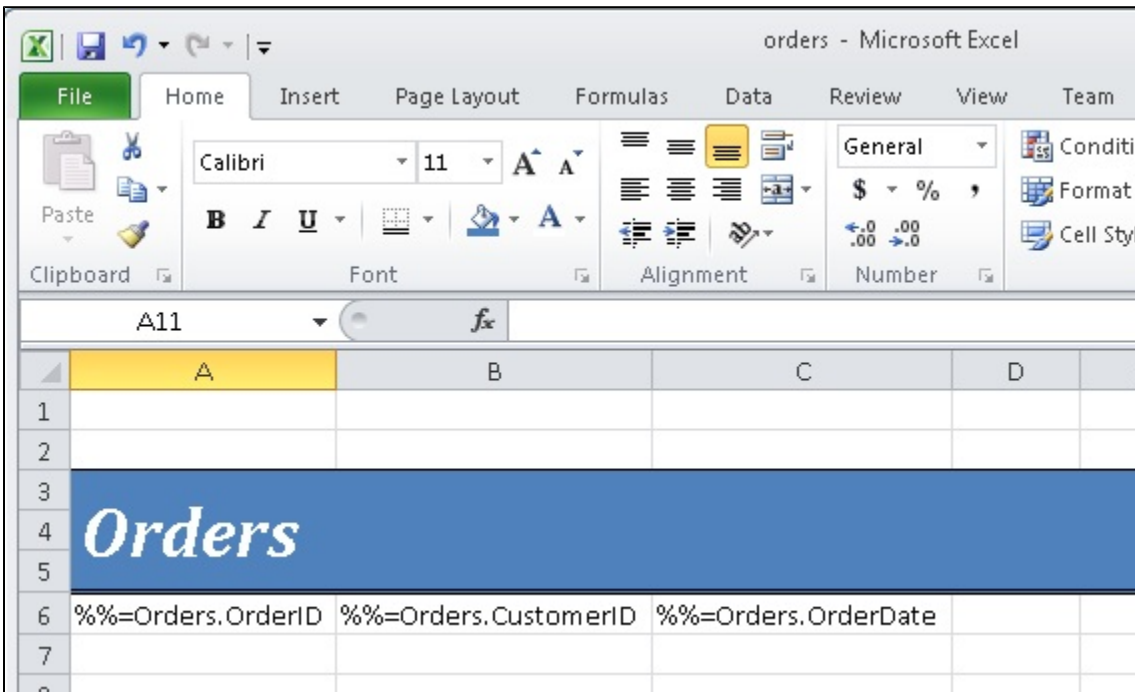 orders - Microsoft Excel
File Home Insert Page Layout Formulas Data Review View Team
Calibri 11 A A General Conditi
Paste $ % , Format
B I U A .00 .00 Cell Sty
Clipboard Font Alignment Number
A11 fx
A B C D
1
2
3
4 Orders
5
6 %%=Orders.OrderID %%=Orders.CustomerID %%=Orders.OrderDate
7